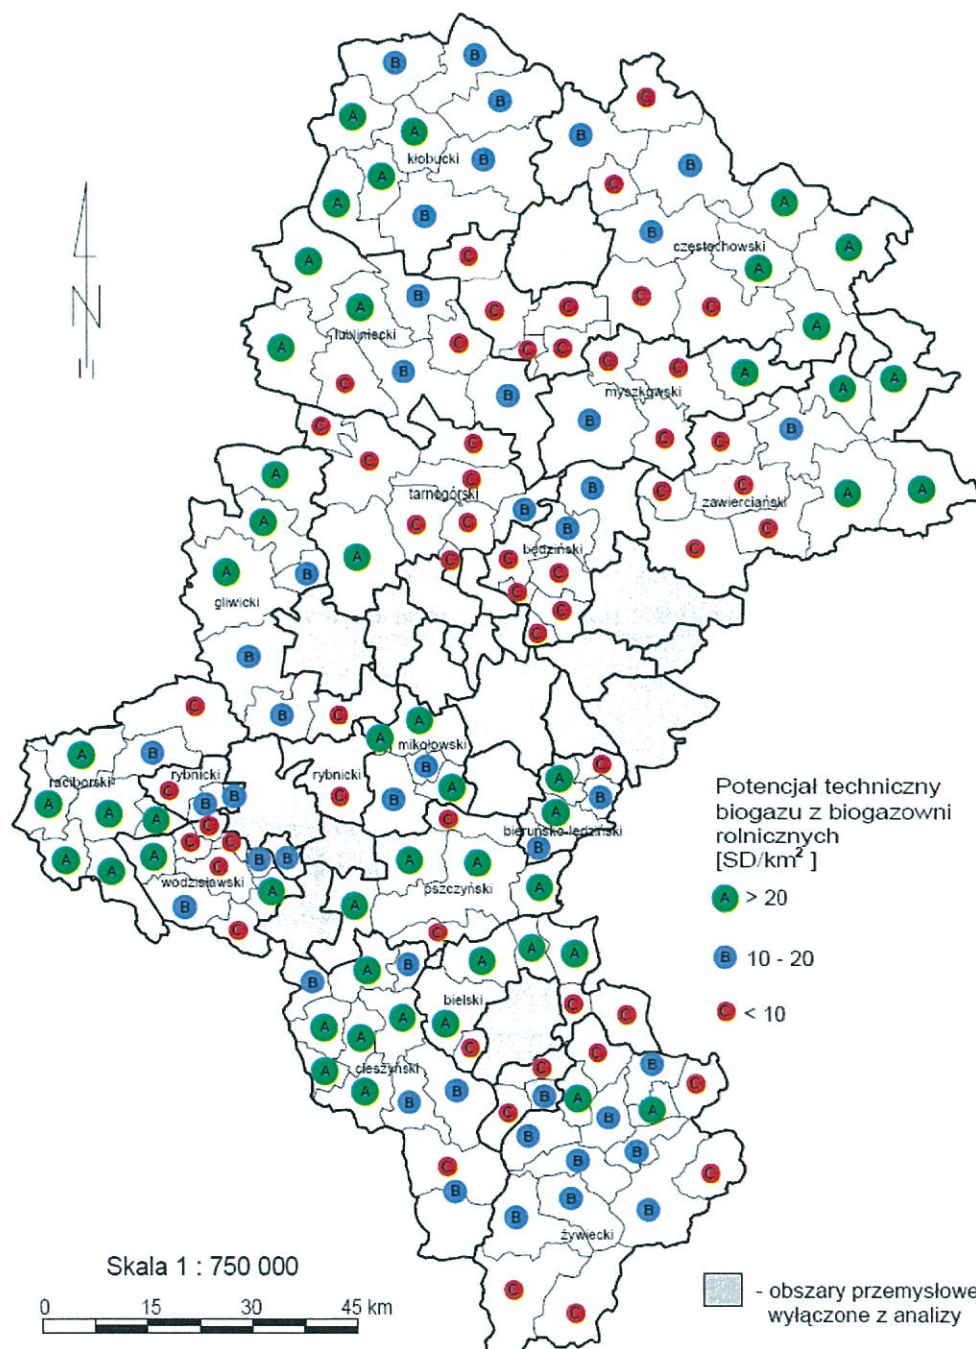 B
B
B
C
A
A
B
B
B
kłobucki
A
C
A
B
A
B
A
B
częstochowski
A
C
A
A
B
C
C
A
C
C
C
A
lubliniecki
C
A
C
C
B
C
C
myszkowski
A
A
A
C
B
B
C
B
C
C
B
C
C
A
tarnogórski
C
B
C
C
zawierciański
A
A
A
C
C
B
B
C
A
C
będziński
C
A
gliwicki
B
C
C
C
C
B
C
B
C
A
A
mikołowski
A
B
raciborski
rybnicki
rybnicki
B
A
C
C
A
A
A
B
B
C
B
A
A
B
bieruńsko-lędziński
C
C
C
C
B
A
A
A
C
B
B
A
A
pszczyński
wodzisławski
B
A
A
A
B
C
C
A
A
A
B
A
B
A
bielski
C
C
A
A
A
A
C
C
C
B
cieszyński
A
A
B
B
C
B
A
A
C
B
B
B
B
C
C
B
B
B
B
żywiecki
C
C
N
Potencjał techniczny
biogazu z biogazowni
rolniczych
[SD/km²]
A > 20
B 10 - 20
C < 10
Skala 1 : 750 000
0 15 30 45 km
- obszary przemysłowe
wyłączone z analizy